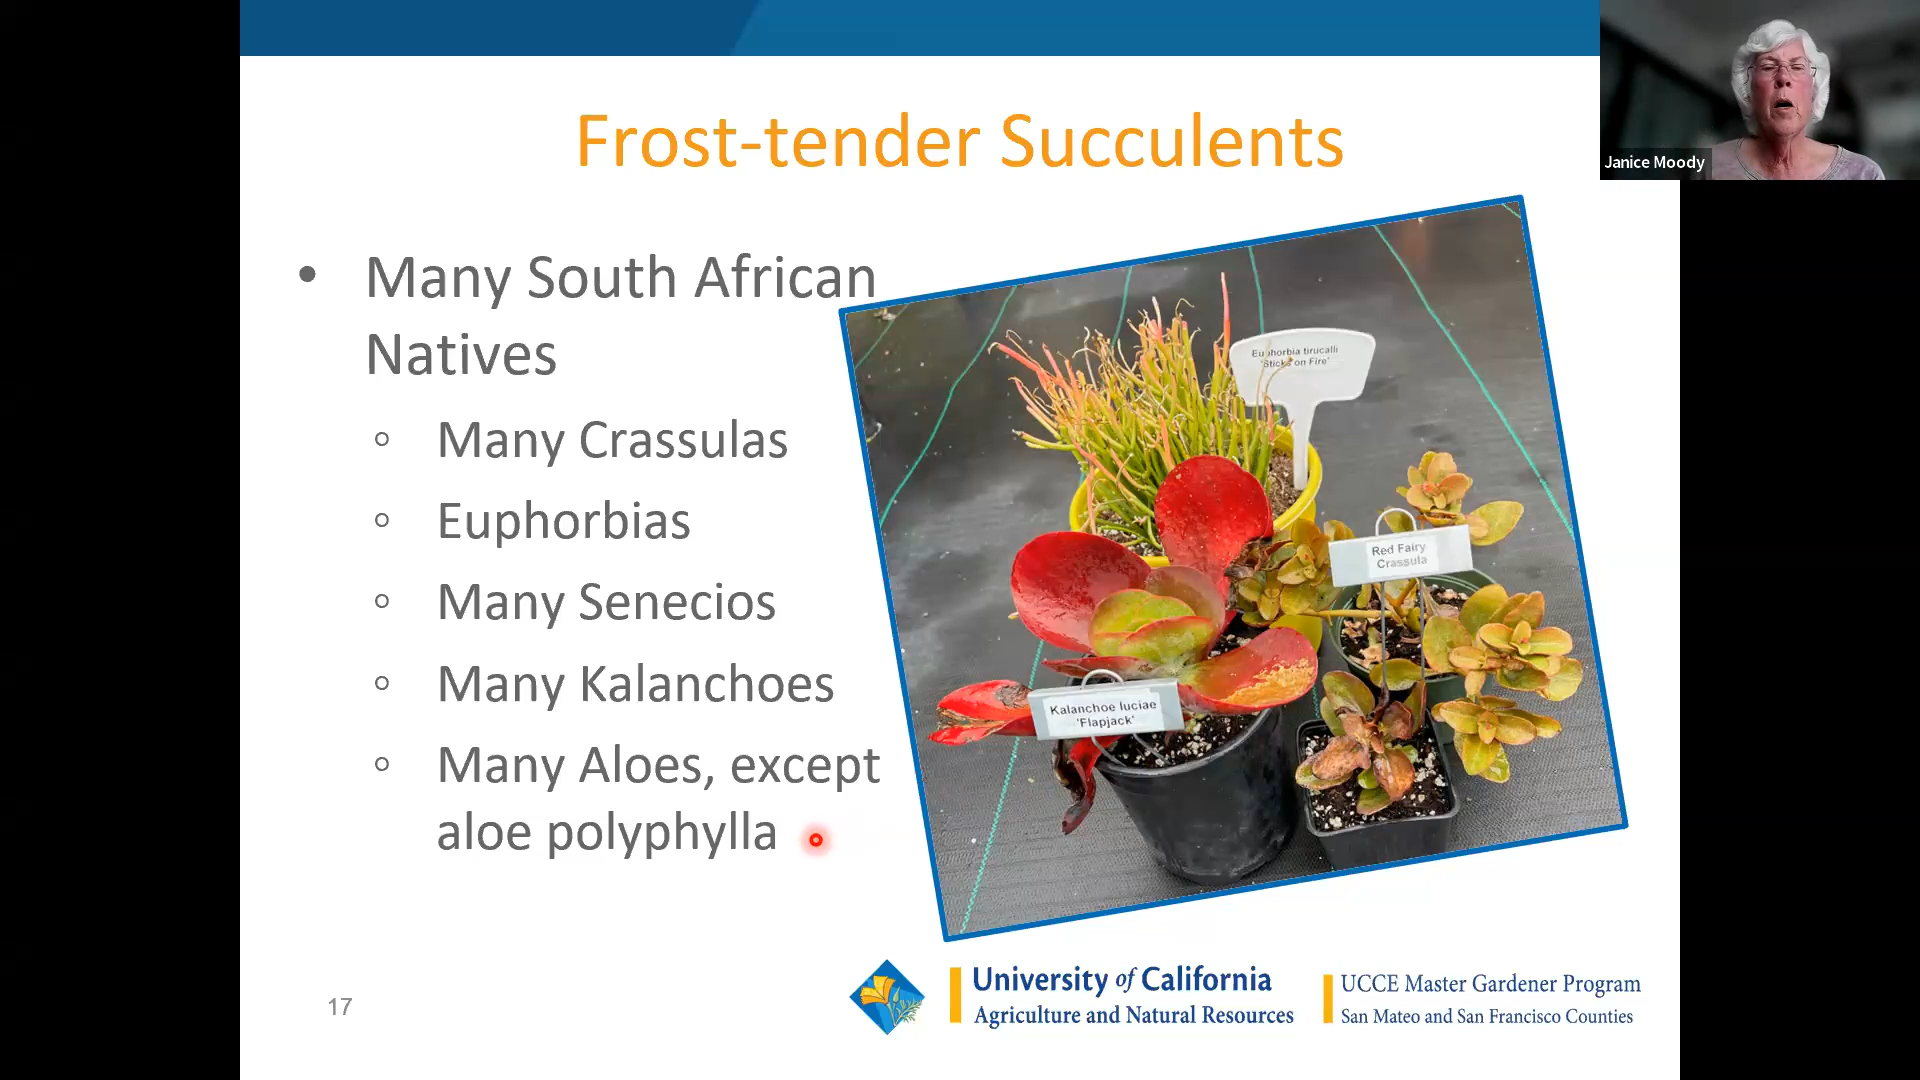 Frost-tender Succulents
Janice Moody
• Many South African
Natives
◦ Many Crassulas
◦ Euphorbias
◦ Many Senecios
◦ Many Kalanchoes
◦ Many Aloes, except
aloe polyphylla
Euphorbia tirucalli
'Sticks on Fire'
Red Fairy
Crassula
Kalanchoe luciae
'Flapjack'
17
University of California
Agriculture and Natural Resources
UCCE Master Gardener Program
San Mateo and San Francisco Counties